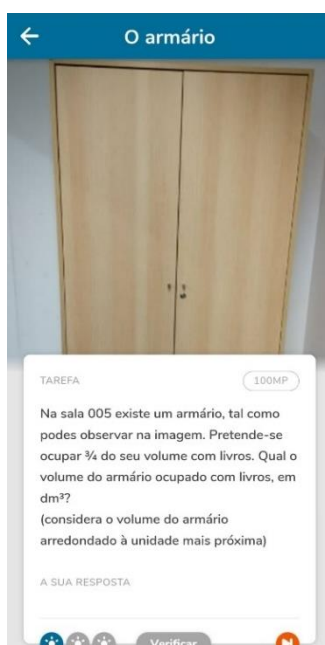 O armário
TAREFA
100MP
Na sala 005 existe um armário, tal como
podes observar na imagem. Pretende-se
ocupar ¾ do seu volume com livros. Qual o
volume do armário ocupado com livros, em
dm³?
(considera o volume do armário
arredondado à unidade mais próxima)
A SUA RESPOSTA
Verificar